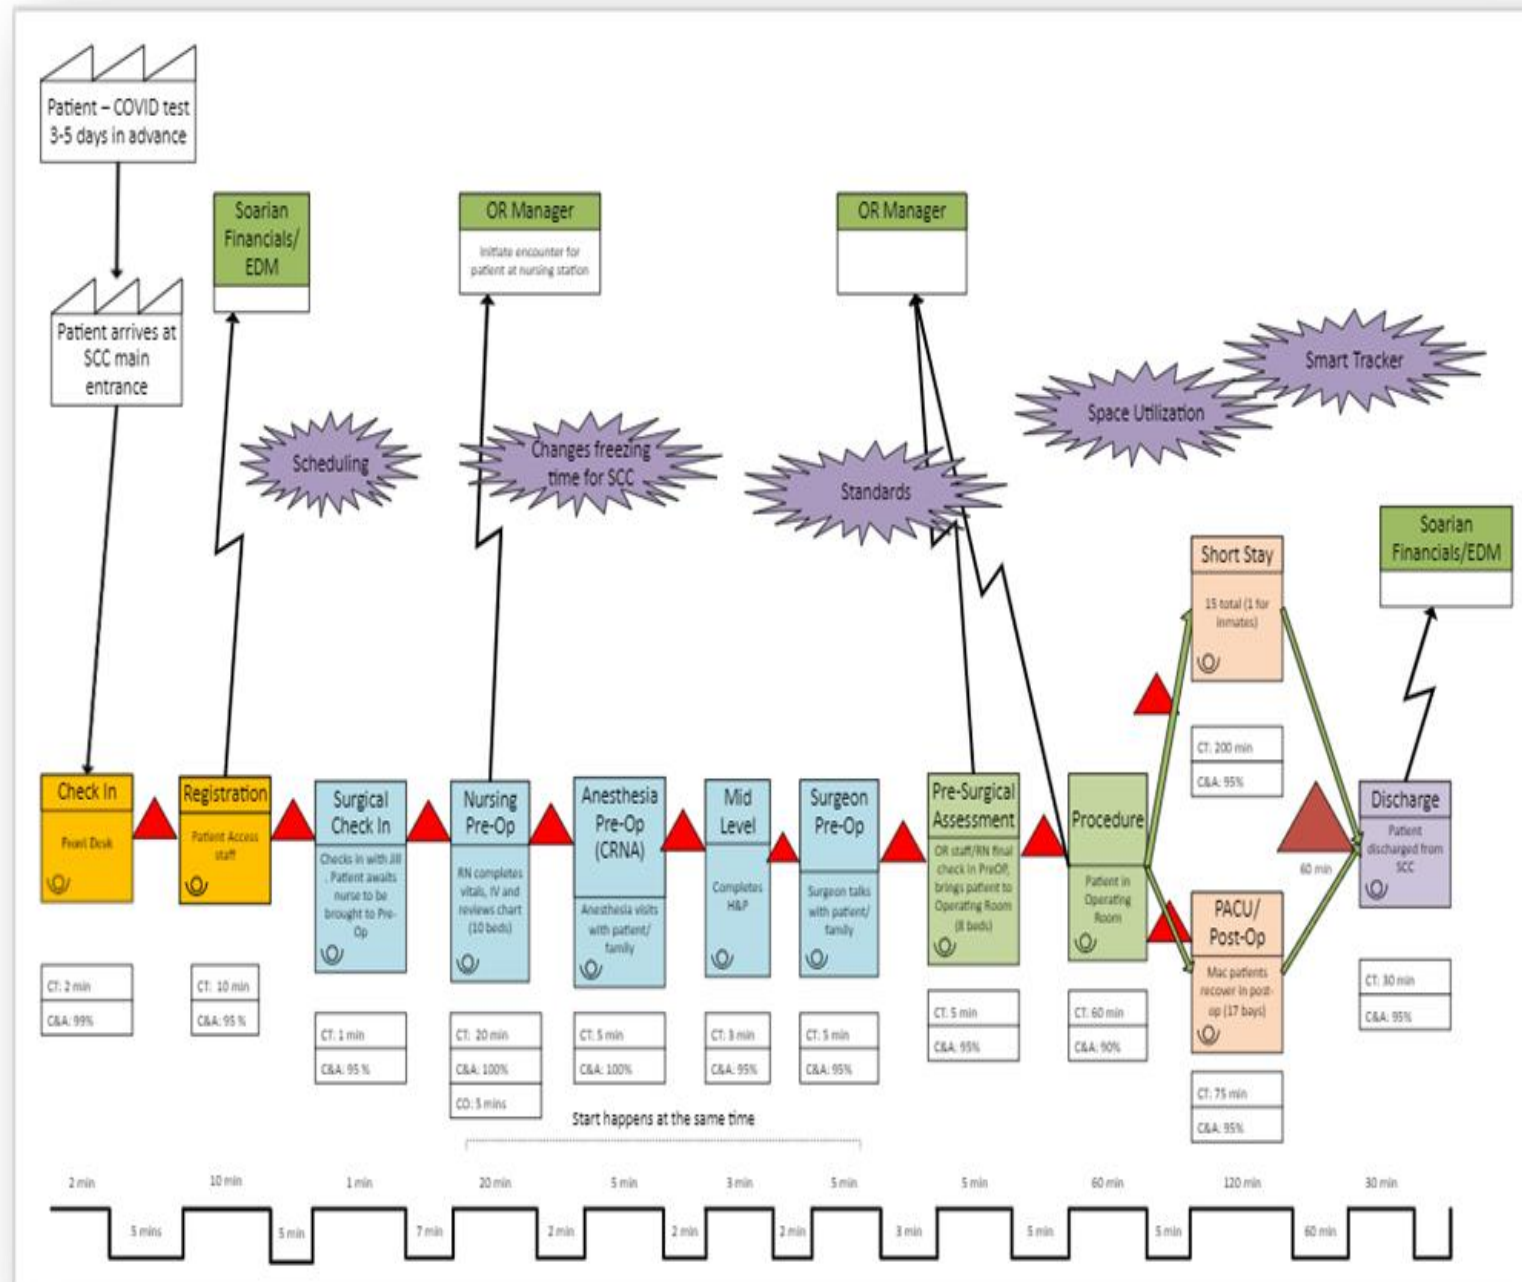 Patient – COVID test
3-5 days in advance
Patient arrives at
SCC main
entrance
Soarian
Financials/
EDM
OR Manager
Initiate encounter for
patient at nursing station
OR Manager
Scheduling
Changes freezing
time for SCC
Standards
Space Utilization
Smart Tracker
Soarian
Financials/EDM
Check In
Front Desk
CT: 2 min
C&A: 99%
Registration
Patient Access
staff
CT: 10 min
C&A: 95 %
Surgical
Check In
Checks in with Jill
. Patient awaits
nurse to be
brought to Pre-
Op
CT: 1 min
C&A: 95 %
Nursing
Pre-Op
RN completes
vitals, IV and
reviews chart
(10 beds)
CT: 20 min
C&A: 100%
CO: 5 mins
Anesthesia
Pre-Op
(CRNA)
Anesthesia visits
with patient/
family
CT: 5 min
C&A: 100%
Mid
Level
Completes
H&P
CT: 3 min
C&A: 95%
Surgeon
Pre-Op
Surgeon talks
with patient/
family
CT: 5 min
C&A: 95%
Pre-Surgical
Assessment
OR staff/RN final
check in PreOP,
brings patient to
Operating Room
(8 beds)
CT: 5 min
C&A: 95%
Procedure
Patient in
Operating
Room
CT: 60 min
C&A: 90%
Short Stay
15 total (1 for
inmates)
CT: 200 min
C&A: 95%
PACU/
Post-Op
Mac patients
recover in post-
op (17 bays)
CT: 75 min
C&A: 95%
60 min
Discharge
Patient
discharged from
SCC
CT: 30 min
C&A: 95%
Start happens at the same time
2 min
10 min
1 min
20 min
5 min
3 min
5 min
5 min
60 min
120 min
30 min
5 mins
5 min
7 min
2 min
2 min
2 min
3 min
5 min
5 min
60 min